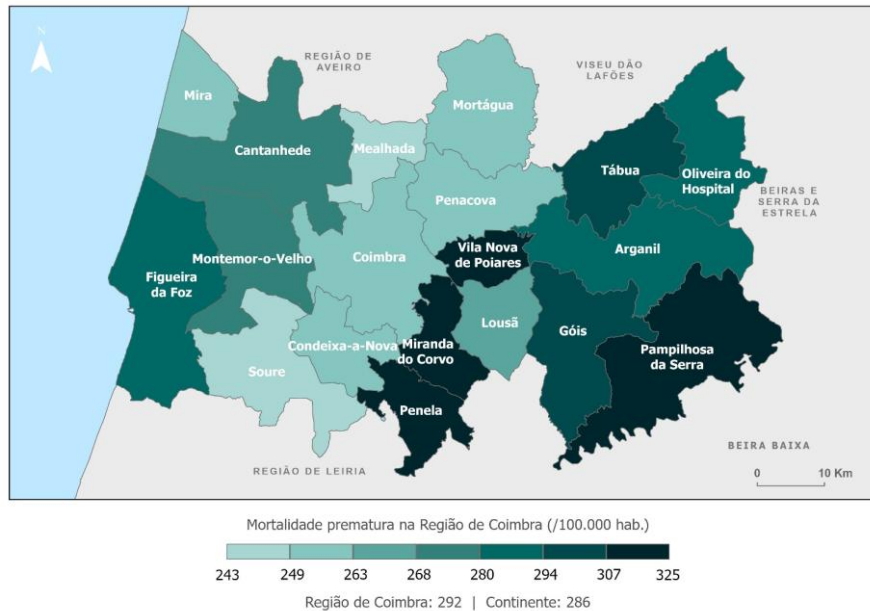 N
REGIÃO DE
AVEIRO
VISEU DÃO
LAFÕES
Mira
Mortágua
Cantanhede
Mealhada
Tábua
Oliveira do
Hospital
BEIRAS E
SERRA DA
ESTRELA
Penacova
Vila Nova
de Poiares
Arganil
Montemor-o-Velho
Coimbra
Figueira
da Foz
Lousã
Góis
Condeixa-a-Nova
Miranda
do Corvo
Pampilhosa
da Serra
Soure
Penela
BEIRA BAIXA
REGIÃO DE LEIRIA
0 10 Km
Mortalidade prematura na Região de Coimbra (/100.000 hab.)
243 249 263 268 280 294 307 325
Região de Coimbra: 292 | Continente: 286